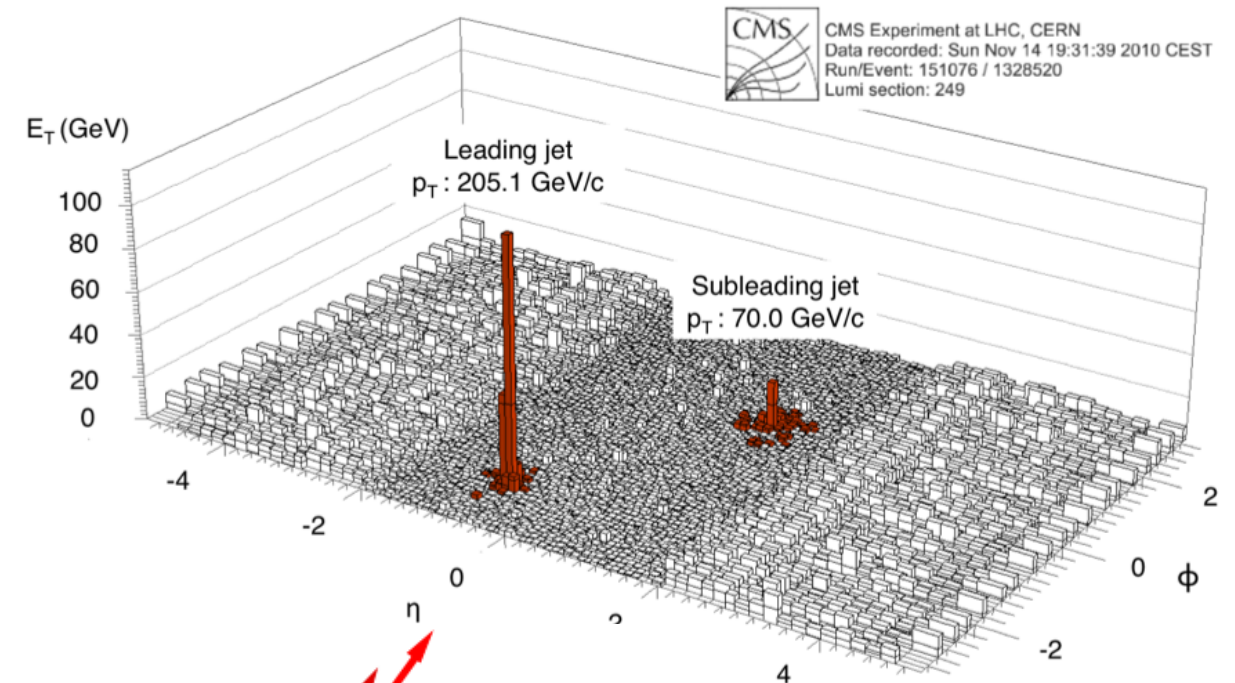 CMS
CMS Experiment at LHC, CERN
Data recorded: Sun Nov 14 19:31:39 2010 CEST
Run/Event: 151076 / 1328520
Lumi section: 249
E_T (GeV)
Leading jet
p_T : 205.1 GeV/c
Subleading jet
p_T : 70.0 GeV/c
100
80
60
40
20
0
-4
-2
0
η
4
-2
0
2
ϕ